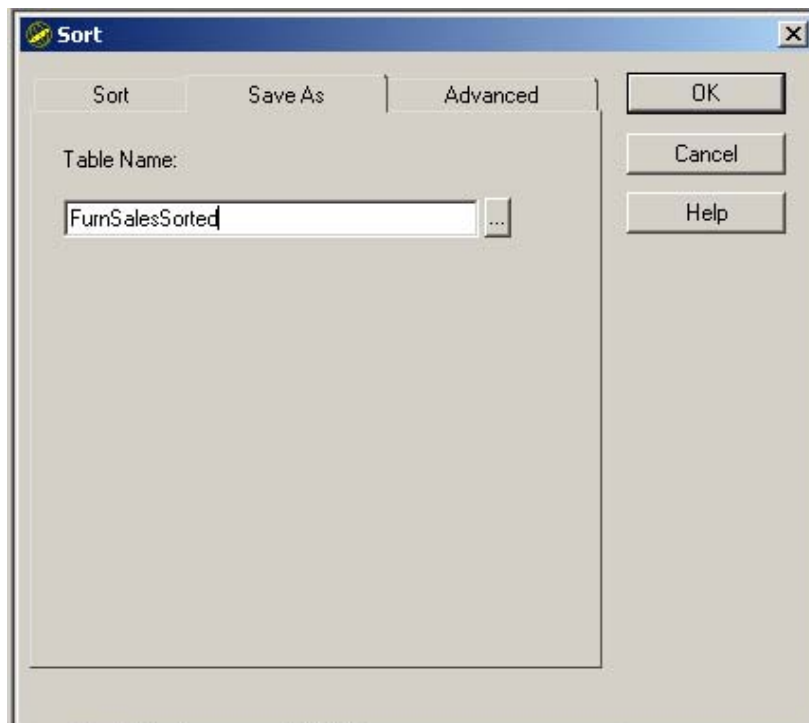 Sort
Sort Save As Advanced
OK
Cancel
Help
Table Name:
FurnSalesSorted
...